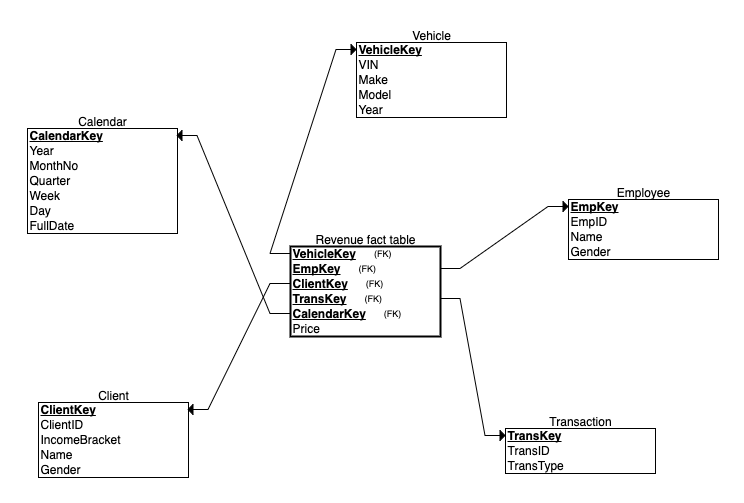 Vehicle
VehicleKey
VIN
Make
Model
Year
Calendar
CalendarKey
Year
MonthNo
Quarter
Week
Day
FullDate
Employee
EmpKey
EmpID
Name
Gender
Revenue fact table
VehicleKey (FK)
EmpKey (FK)
ClientKey (FK)
TransKey (FK)
CalendarKey (FK)
Price
Client
ClientKey
ClientID
IncomeBracket
Name
Gender
Transaction
TransKey
TransID
TransType